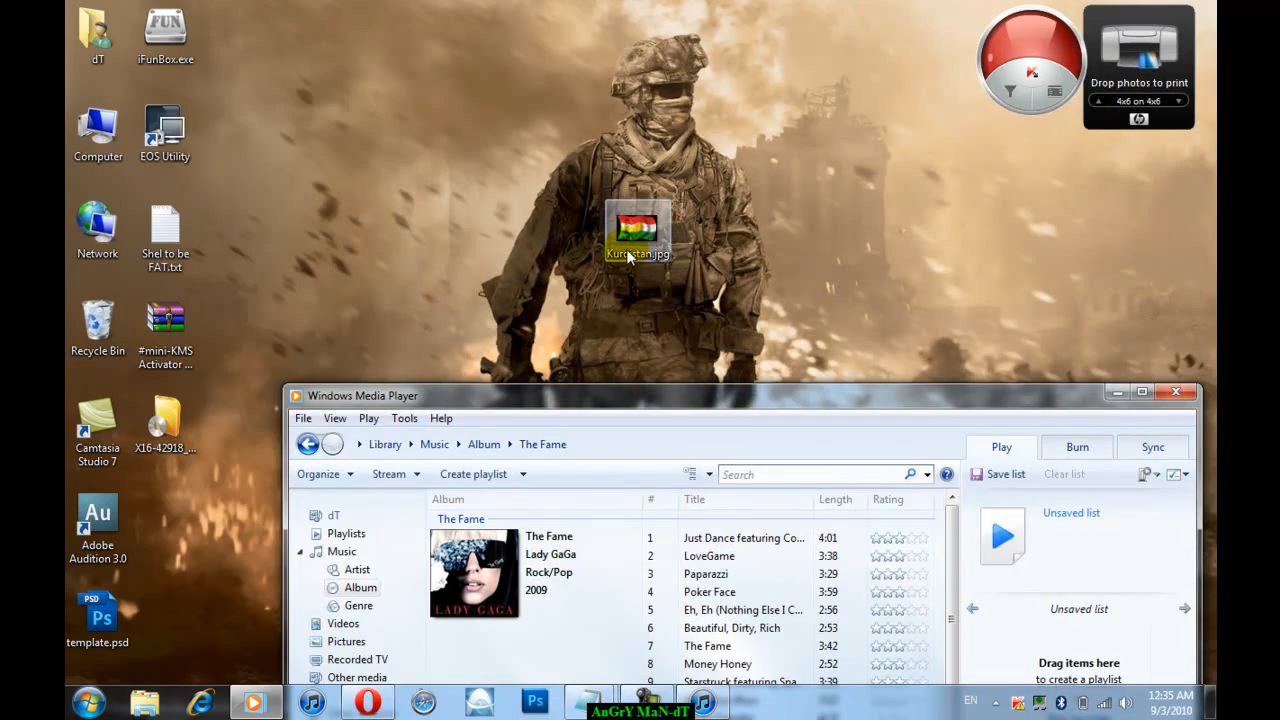 dT
FUN
iFunBox.exe
Computer
EOS Utility
Network
Shel to be
FAT.txt
Recycle Bin
#mini-KMS
Activator ...
Camtasia
Studio 7
X16-42918_...
Au
Adobe
Audition 3.0
PSD
Ps
template.psd
Kurdistan.jpg
Drop photos to print
4x6 on 4x6
hp
Windows Media Player
File View Play Tools Help
Library Music Album The Fame
Play Burn Sync
Organize Stream Create playlist
Search
Save list Clear list
Album # Title Length Rating
Unsaved list
dT
Playlists
Music
Artist
Album
Genre
Videos
Pictures
Recorded TV
Other media
The Fame
The Fame
Lady GaGa
Rock/Pop
2009
LADY GAGA
1 Just Dance featuring Co... 4:01
2 LoveGame 3:38
3 Paparazzi 3:29
4 Poker Face 3:59
5 Eh, Eh (Nothing Else I C... 2:56
6 Beautiful, Dirty, Rich 2:53
7 The Fame 3:42
8 Money Honey 2:52
9 Starstruck featuring Spa... 3:39
Unsaved list
Drag items here
to create a playlist
Ps
AnGrY MaN-dT
EN
12:35 AM
9/3/2010